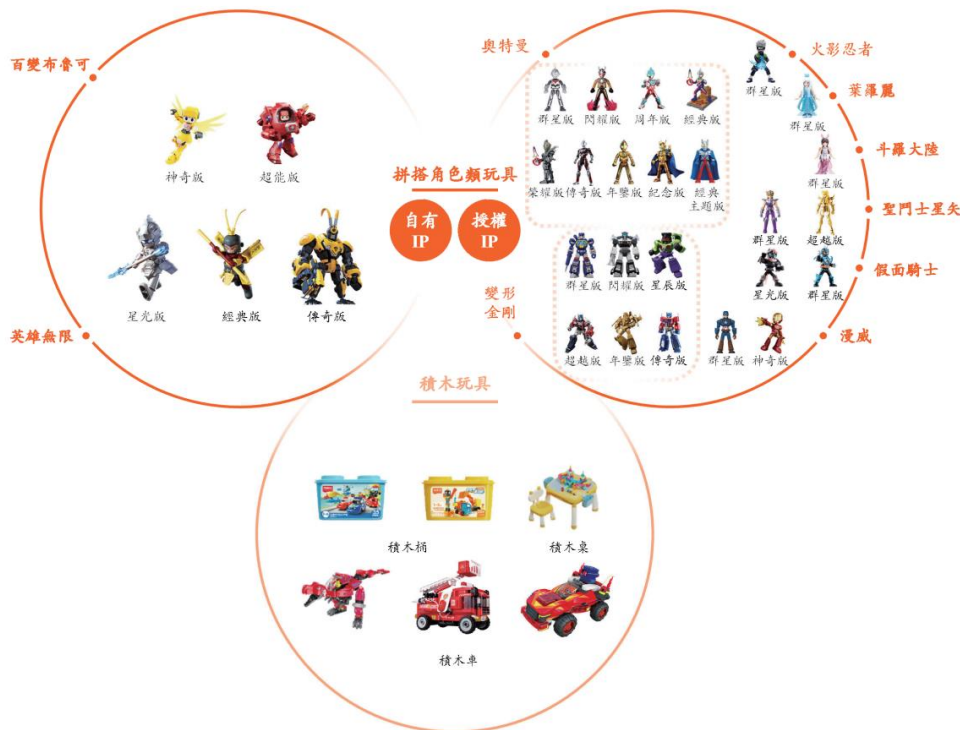 百變布魯可
神奇版
超能版
星光版
經典版
傳奇版
英雄無限
拼搭角色類玩具
自有
IP
授權
IP
奧特曼
群星版
閃耀版
周年版
經典版
榮耀版
傳奇版
年鑒版
紀念版
經典
主題版
變形
金剛
群星版
閃耀版
星辰版
超越版
年鑒版
傳奇版
火影忍者
群星版
葉羅麗
群星版
斗羅大陸
群星版
聖鬥士星矢
群星版
超越版
假面騎士
星光版
群星版
漫威
群星版
神奇版
積木玩具
積木桶
積木桌
積木車